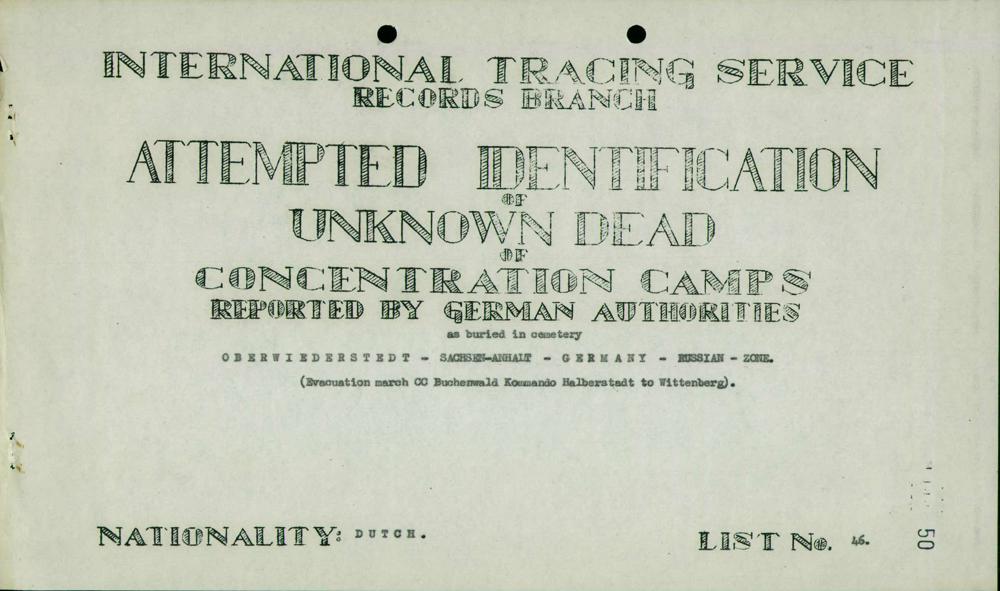 INTERNATIONAL TRACING SERVICE
RECORDS BRANCH
ATTEMPTED IDENTIFICATION
OF
UNKNOWN DEAD
OF
CONCENTRATION CAMPS
REPORTED BY GERMAN AUTHORITIES
as buried in cemetery
OBERWIEDERSTEDT - SACHSEN-ANHALT - GERMANY - RUSSIAN - ZONE.
(Evacuation march CC Buchenwald Kommando Halberstadt to Wittenberg).
NATIONALITY: DUTCH.
LIST No. 46.
50